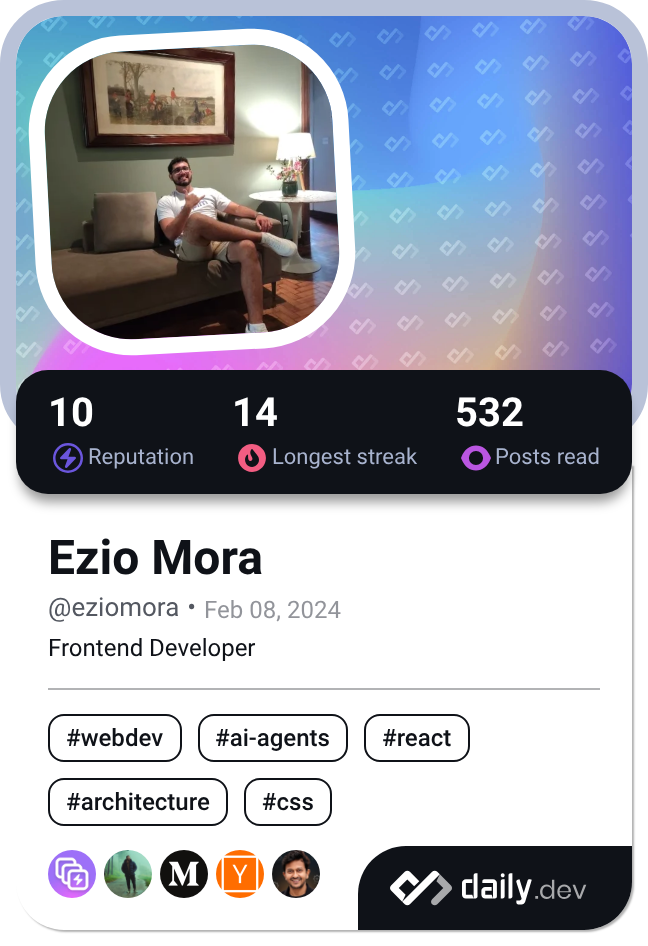 10 14 532
Reputation Longest streak Posts read
Ezio Mora
@eziomora • Feb 08, 2024
Frontend Developer
#webdev #ai-agents #react
#architecture #css
M Y
daily.dev